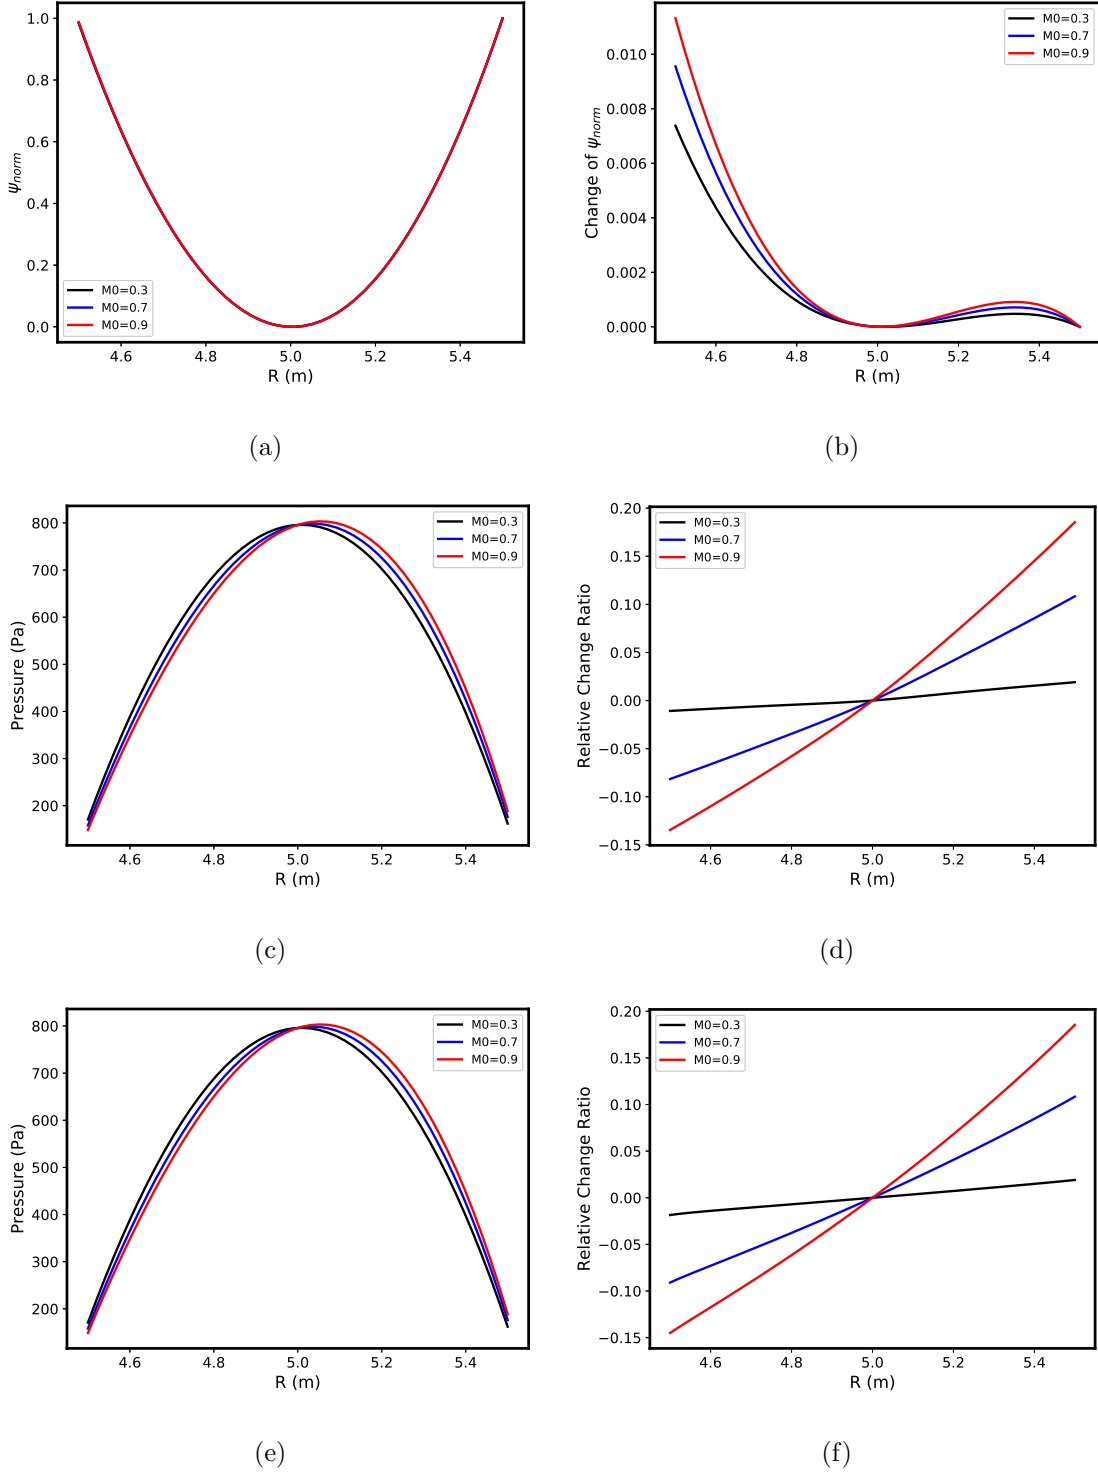 1.0
0.8
0.6
0.4
0.2
0.0
ψnorm
4.6 4.8 5.0 5.2 5.4
R (m)
M0=0.3
M0=0.7
M0=0.9
(a)
0.010
0.008
0.006
0.004
0.002
0.000
Change of ψnorm
4.6 4.8 5.0 5.2 5.4
R (m)
M0=0.3
M0=0.7
M0=0.9
(b)
800
700
600
500
400
300
200
Pressure (Pa)
4.6 4.8 5.0 5.2 5.4
R (m)
M0=0.3
M0=0.7
M0=0.9
(c)
0.20
0.15
0.10
0.05
0.00
−0.05
−0.10
−0.15
Relative Change Ratio
4.6 4.8 5.0 5.2 5.4
R (m)
M0=0.3
M0=0.7
M0=0.9
(d)
800
700
600
500
400
300
200
Pressure (Pa)
4.6 4.8 5.0 5.2 5.4
R (m)
M0=0.3
M0=0.7
M0=0.9
(e)
0.20
0.15
0.10
0.05
0.00
−0.05
−0.10
−0.15
Relative Change Ratio
4.6 4.8 5.0 5.2 5.4
R (m)
M0=0.3
M0=0.7
M0=0.9
(f)